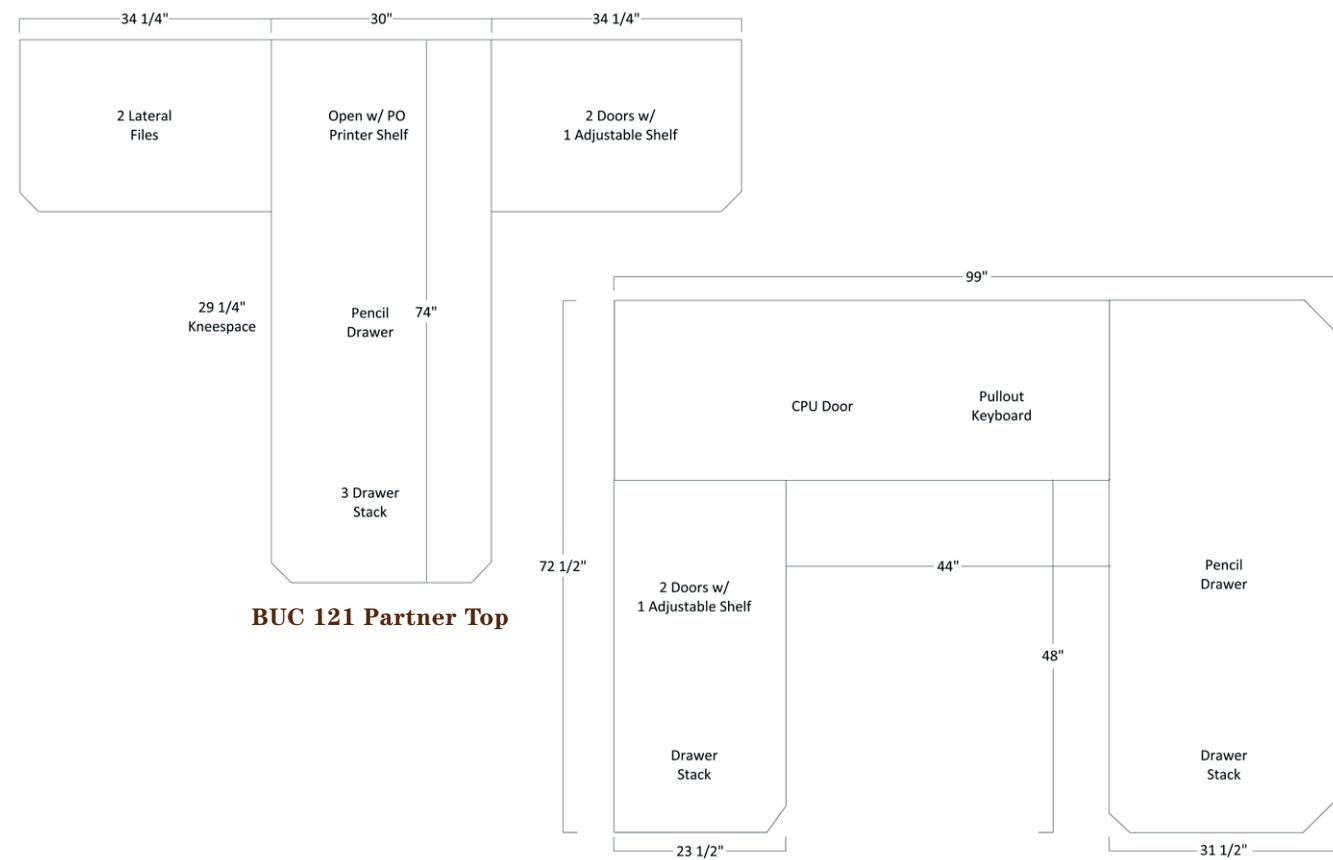 34 1/4"
30"
34 1/4"
2 Lateral
Files
Open w/ PO
Printer Shelf
2 Doors w/
1 Adjustable Shelf
29 1/4"
Kneespace
Pencil
Drawer
74"
3 Drawer
Stack
BUC 121 Partner Top
99"
CPU Door
Pullout
Keyboard
72 1/2"
2 Doors w/
1 Adjustable Shelf
44"
Pencil
Drawer
48"
Drawer
Stack
Drawer
Stack
23 1/2"
31 1/2"